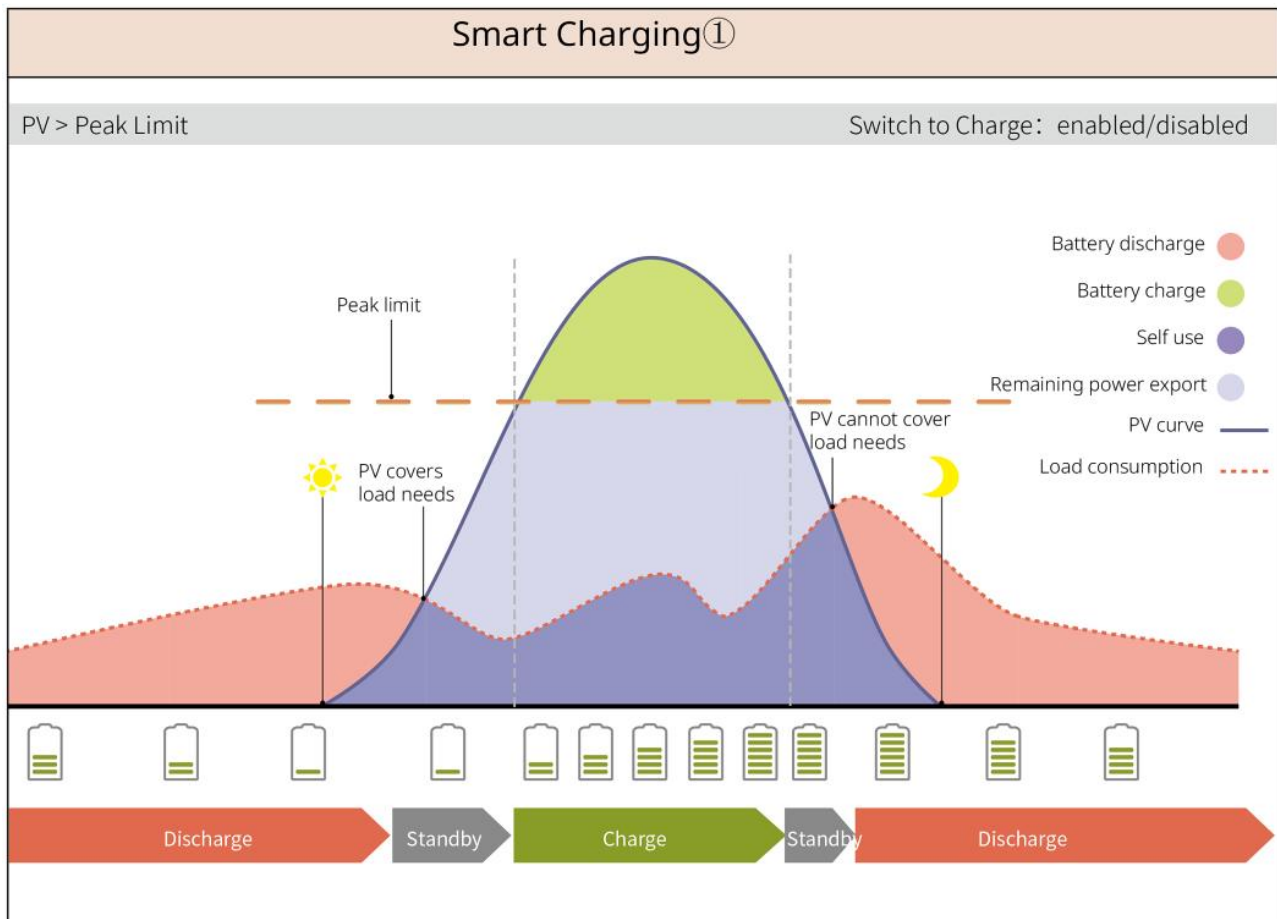 Smart Charging①
PV > Peak Limit
Switch to Charge：enabled/disabled
Battery discharge
Battery charge
Self use
Remaining power export
PV curve
Load consumption
Peak limit
PV cannot cover
load needs
PV covers
load needs
Discharge
Standby
Charge
Standby
Discharge